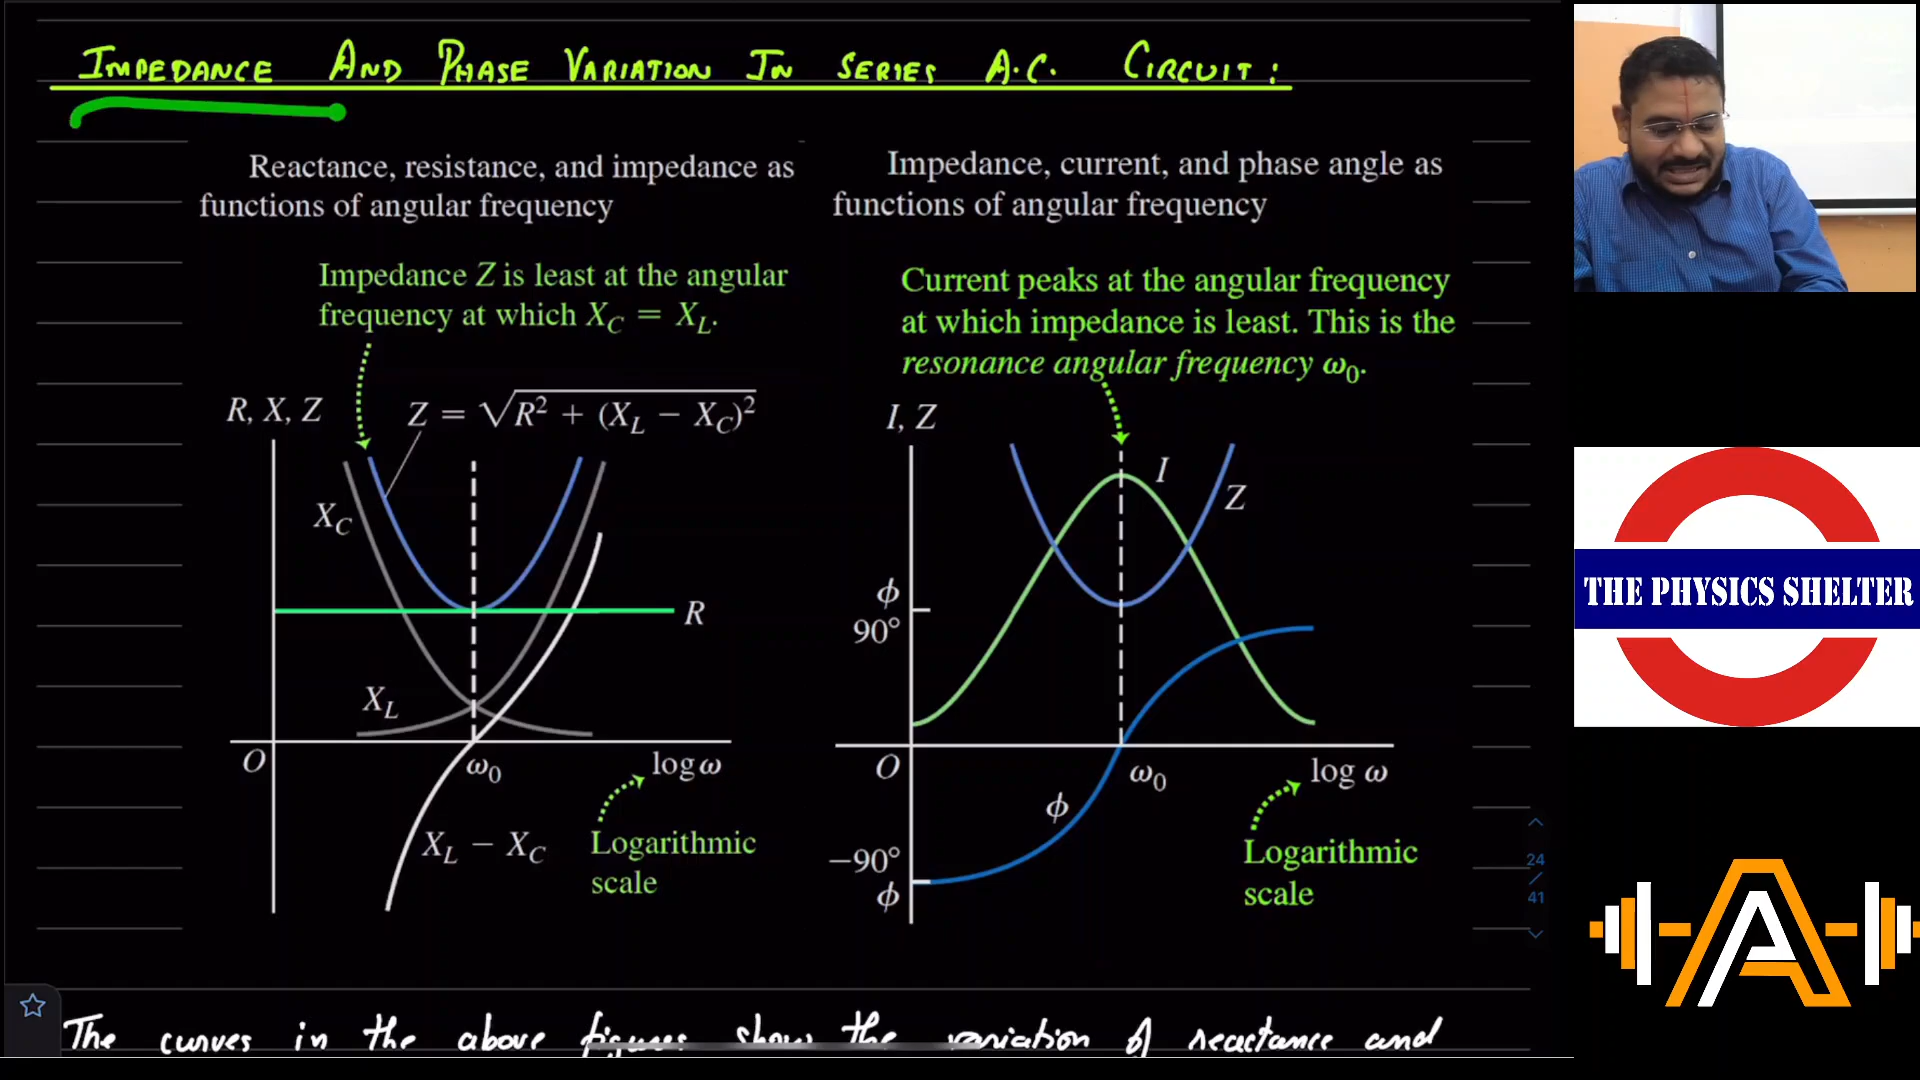 IMPEDANCE AND PHASE VARIATION IN SERIES A.C. CIRCUIT:
Reactance, resistance, and impedance as
functions of angular frequency
Impedance Z is least at the angular
frequency at which X_C = X_L.
R, X, Z
Z = √R² + (X_L − X_C)²
X_C
R
X_L
O
ω₀
log ω
X_L − X_C
Logarithmic
scale
Impedance, current, and phase angle as
functions of angular frequency
Current peaks at the angular frequency
at which impedance is least. This is the
resonance angular frequency ω₀.
I, Z
I
Z
ϕ
90°
O
ω₀
log ω
ϕ
−90°
ϕ
Logarithmic
scale
24
/
41
The curves in the above figures show the variation of reactance and
THE PHYSICS SHELTER